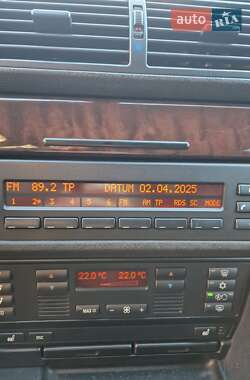 auto RIA.com
FM 89.2 TP DATUM 02.04.2025
1 2* 3 4 5 6 FM AM TP RDS SC MODE
22.0 °C 22.0 °C
MAX